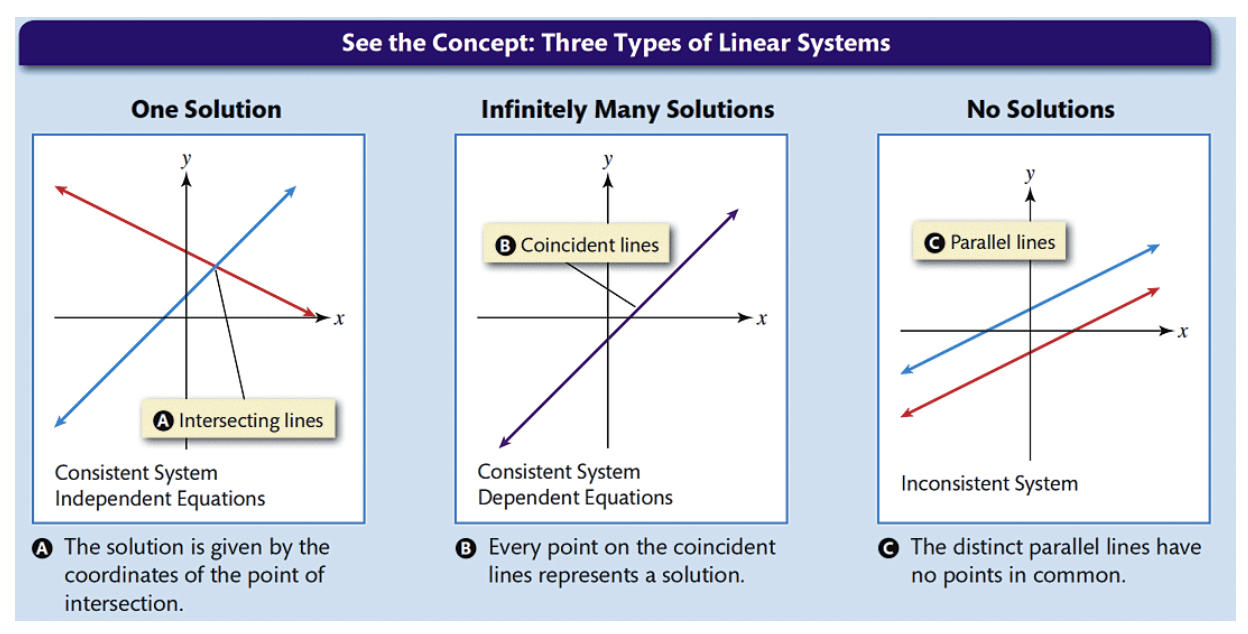 See the Concept: Three Types of Linear Systems
One Solution
y
x
A Intersecting lines
Consistent System
Independent Equations
A The solution is given by the
coordinates of the point of
intersection.
Infinitely Many Solutions
y
B Coincident lines
x
Consistent System
Dependent Equations
B Every point on the coincident
lines represents a solution.
No Solutions
y
C Parallel lines
x
Inconsistent System
C The distinct parallel lines have
no points in common.